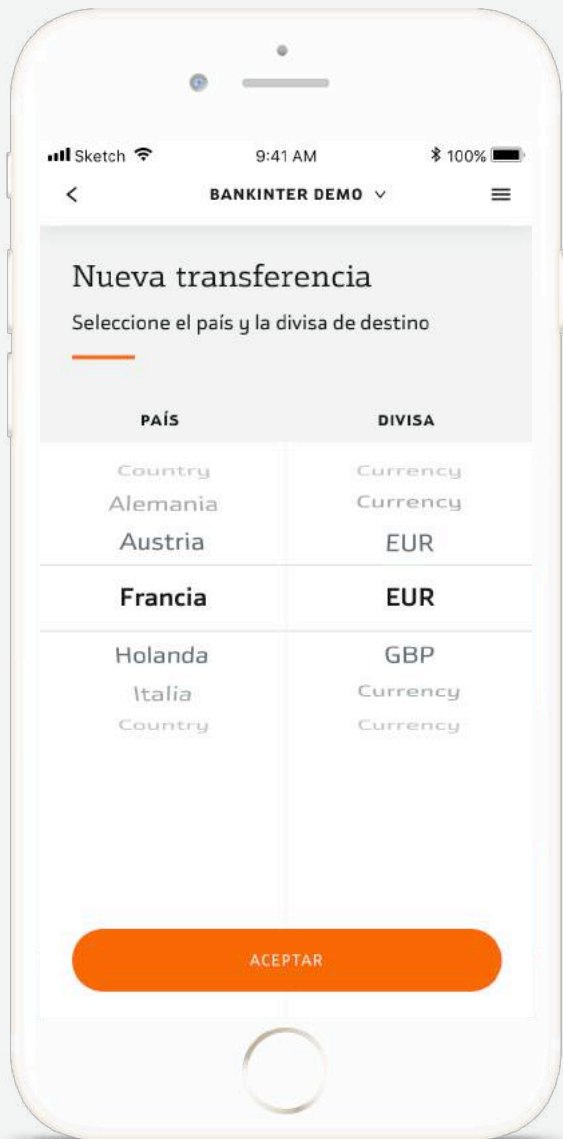 Sketch 9:41 AM 100%
BANKINTER DEMO
Nueva transferencia
Seleccione el país y la divisa de destino
PAÍS DIVISA
Country Currency
Alemania Currency
Austria EUR
Francia EUR
Holanda GBP
Italia Currency
Country Currency
ACEPTAR